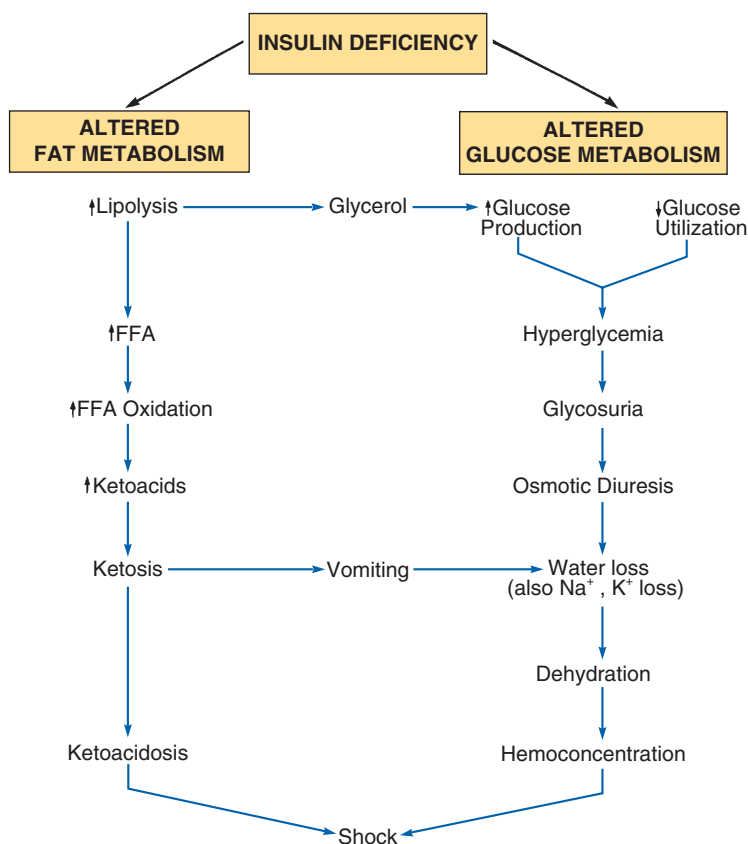 INSULIN DEFICIENCY
ALTERED
FAT METABOLISM
ALTERED
GLUCOSE METABOLISM
↑Lipolysis
Glycerol
↑Glucose
Production
↓Glucose
Utilization
↑FFA
Hyperglycemia
↑FFA Oxidation
Glycosuria
↑Ketoacids
Osmotic Diuresis
Ketosis
Vomiting
Water loss
(also Na⁺ , K⁺ loss)
Dehydration
Ketoacidosis
Hemoconcentration
Shock